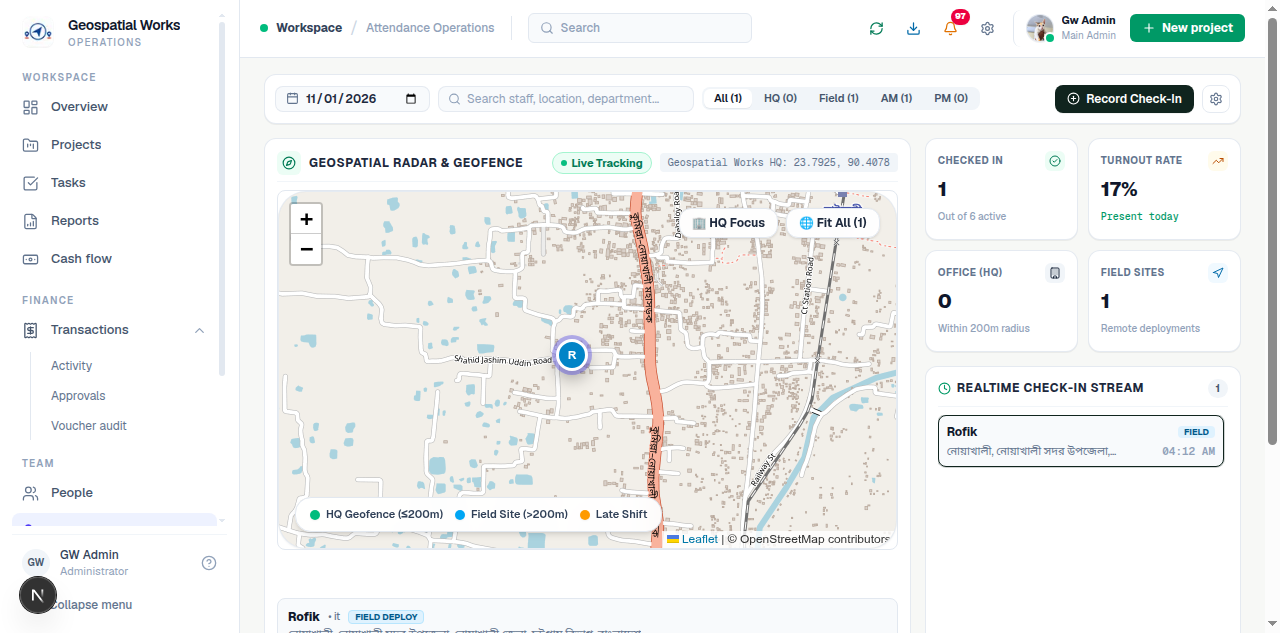 Geospatial Works
OPERATIONS
WORKSPACE
Overview
Projects
Tasks
Reports
Cash flow
FINANCE
Transactions
Activity
Approvals
Voucher audit
TEAM
People
GW
GW Admin
Administrator
N
Collapse menu
Workspace / Attendance Operations
Search
97
Gw Admin
Main Admin
+ New project
11/01/2026
Search staff, location, department...
All (1)
HQ (0)
Field (1)
AM (1)
PM (0)
Record Check-In
GEOSPATIAL RADAR & GEOFENCE
Live Tracking
Geospatial Works HQ: 23.7925, 90.4078
+
−
HQ Focus
Fit All (1)
Ct Station Road
Shahid Jashim Uddin Road
R
Railway St
HQ Geofence (≤200m)
Field Site (>200m)
Late Shift
Leaflet | © OpenStreetMap contributors
Rofik • it FIELD DEPLOY
CHECKED IN
1
Out of 6 active
TURNOUT RATE
17%
Present today
OFFICE (HQ)
0
Within 200m radius
FIELD SITES
1
Remote deployments
REALTIME CHECK-IN STREAM 1
Rofik FIELD
নোয়াখালী, নোয়াখালী সদর উপজেলা,... 04:12 AM